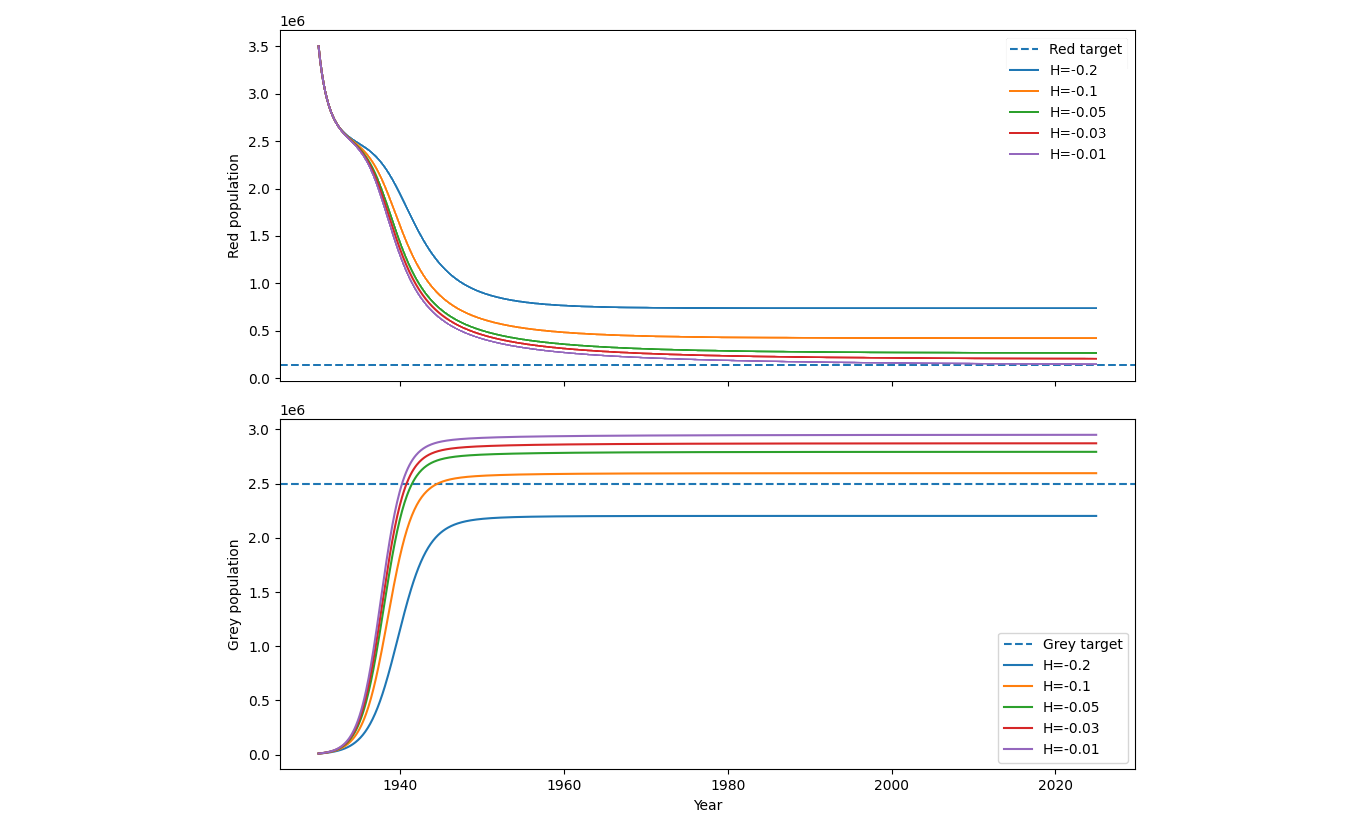 1e6
3.5
3.0
2.5
2.0
1.5
1.0
0.5
0.0
Red population
Red target
H=-0.2
H=-0.1
H=-0.05
H=-0.03
H=-0.01
1e6
3.0
2.5
2.0
1.5
1.0
0.5
0.0
Grey population
Grey target
H=-0.2
H=-0.1
H=-0.05
H=-0.03
H=-0.01
1940 1960 1980 2000 2020
Year